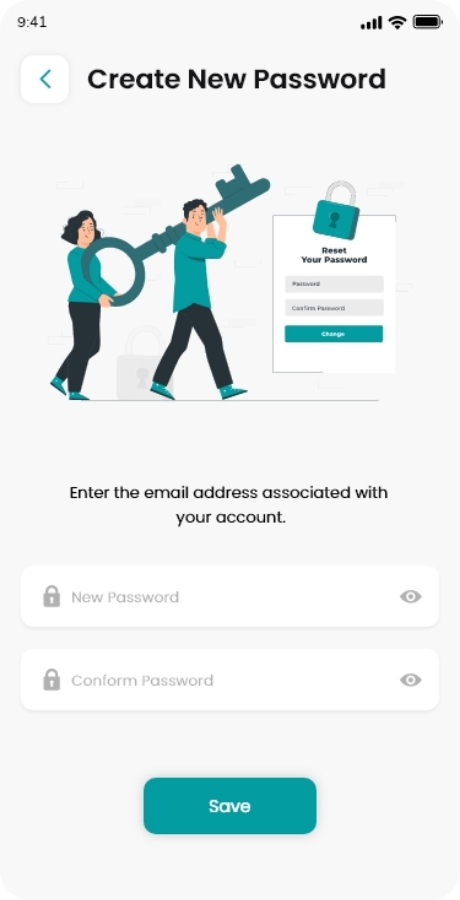 9:41
Create New Password
Reset
Your Password
Password
Confirm Password
Change
Enter the email address associated with
your account.
New Password
Conform Password
Save